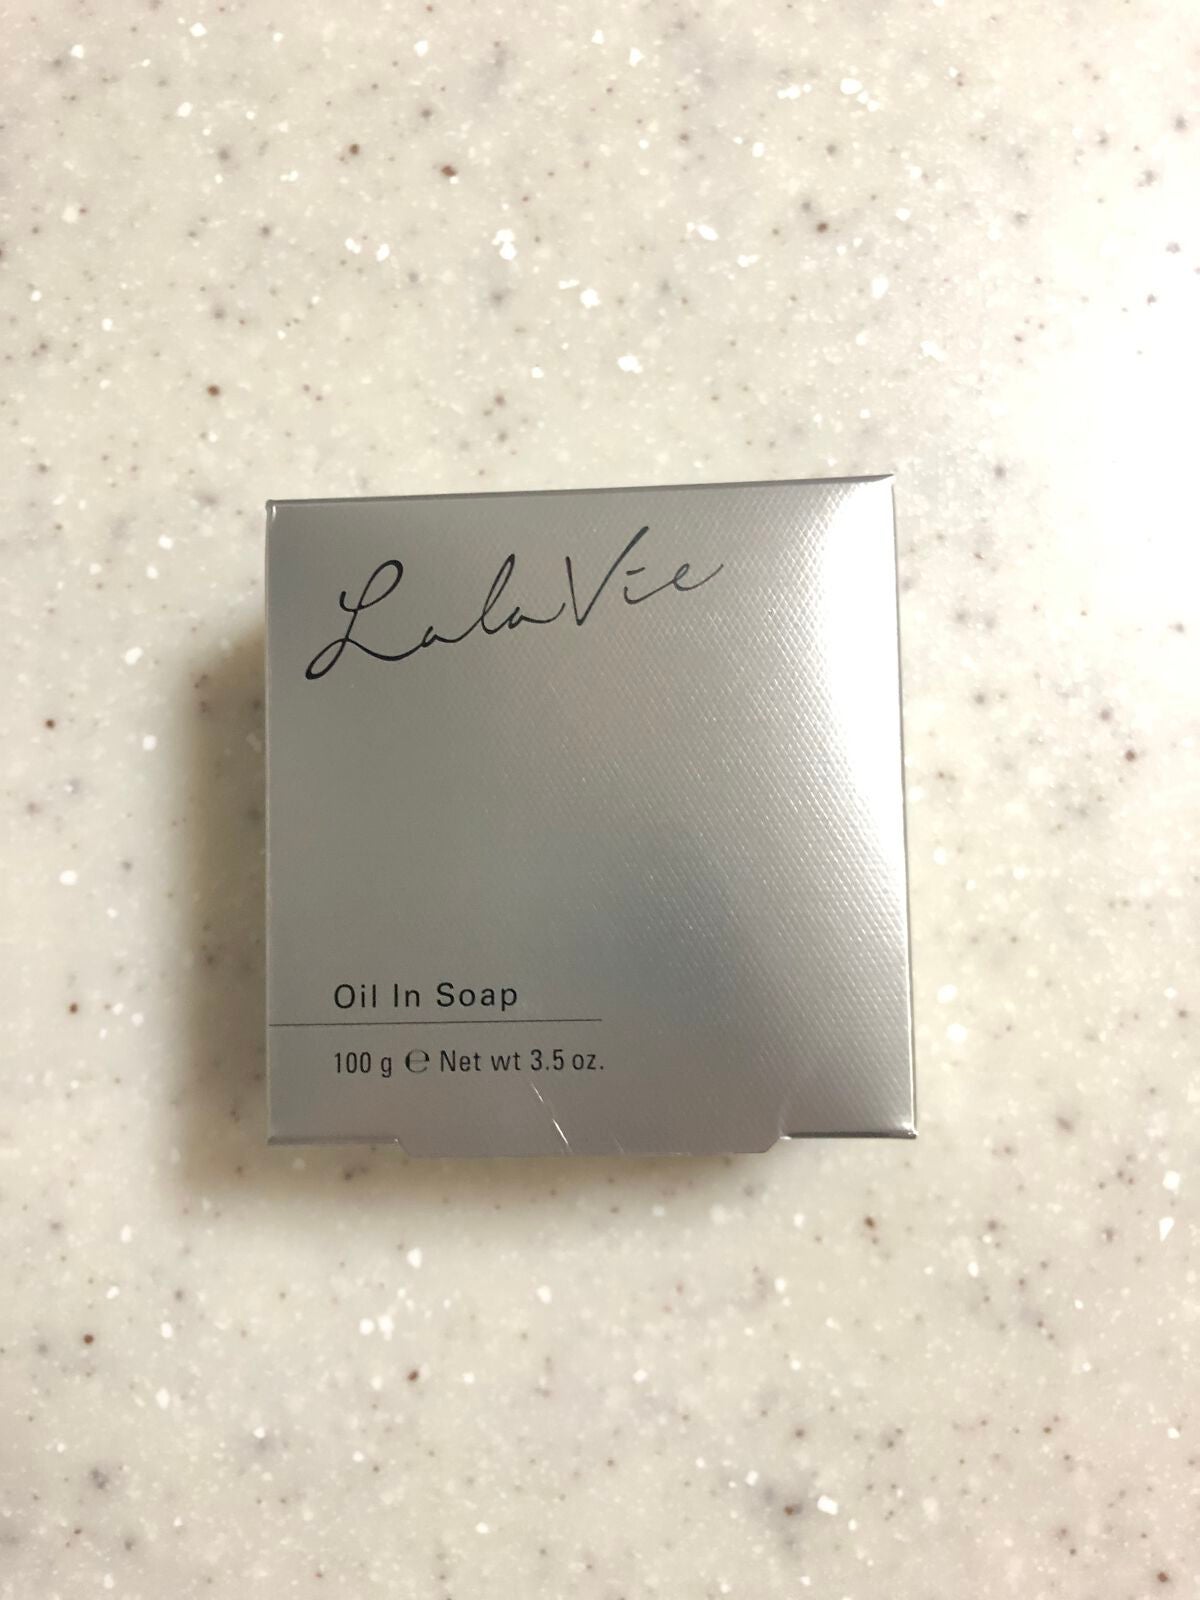 LalaVie
Oil In Soap
100 g ℮ Net wt 3.5 oz.